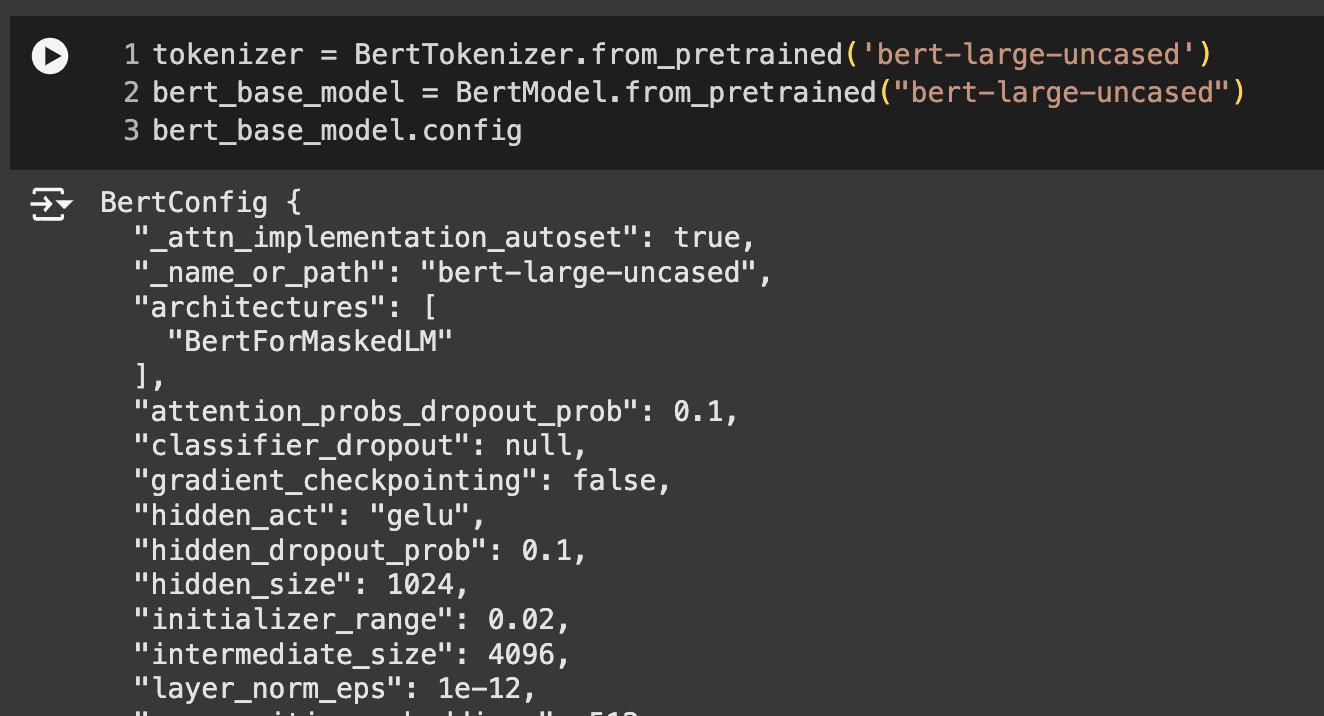 1 tokenizer = BertTokenizer.from_pretrained('bert-large-uncased')
2 bert_base_model = BertModel.from_pretrained("bert-large-uncased")
3 bert_base_model.config
BertConfig {
"_attn_implementation_autoset": true,
"_name_or_path": "bert-large-uncased",
"architectures": [
"BertForMaskedLM"
],
"attention_probs_dropout_prob": 0.1,
"classifier_dropout": null,
"gradient_checkpointing": false,
"hidden_act": "gelu",
"hidden_dropout_prob": 0.1,
"hidden_size": 1024,
"initializer_range": 0.02,
"intermediate_size": 4096,
"layer_norm_eps": 1e-12,